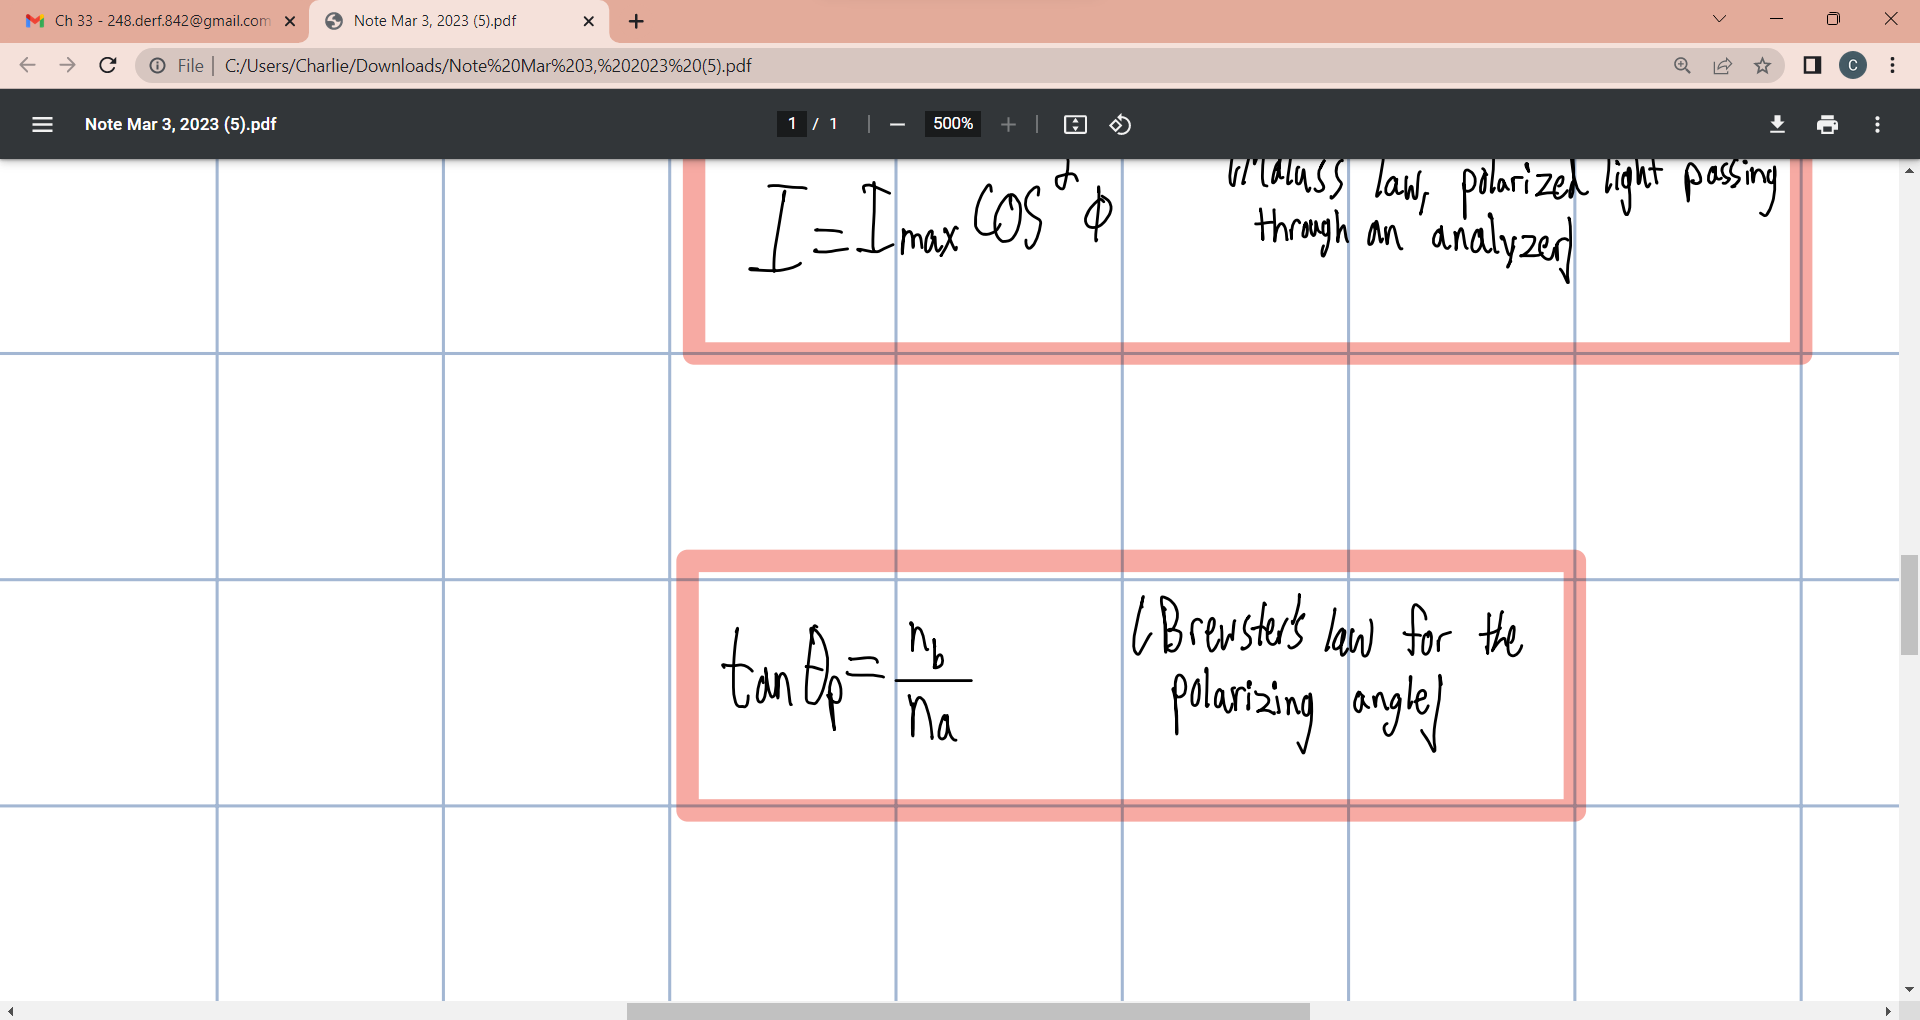 Ch 33 - 248.derf.842@gmail.com
Note Mar 3, 2023 (5).pdf
File
C:/Users/Charlie/Downloads/Note%20Mar%203,%202023%20(5).pdf
C
Note Mar 3, 2023 (5).pdf
1 / 1
500%
I = I max cos² φ
(Malus's law, polarized light passing
through an analyzer)
tan θp = nb / na
(Brewster's law for the
polarizing angle)